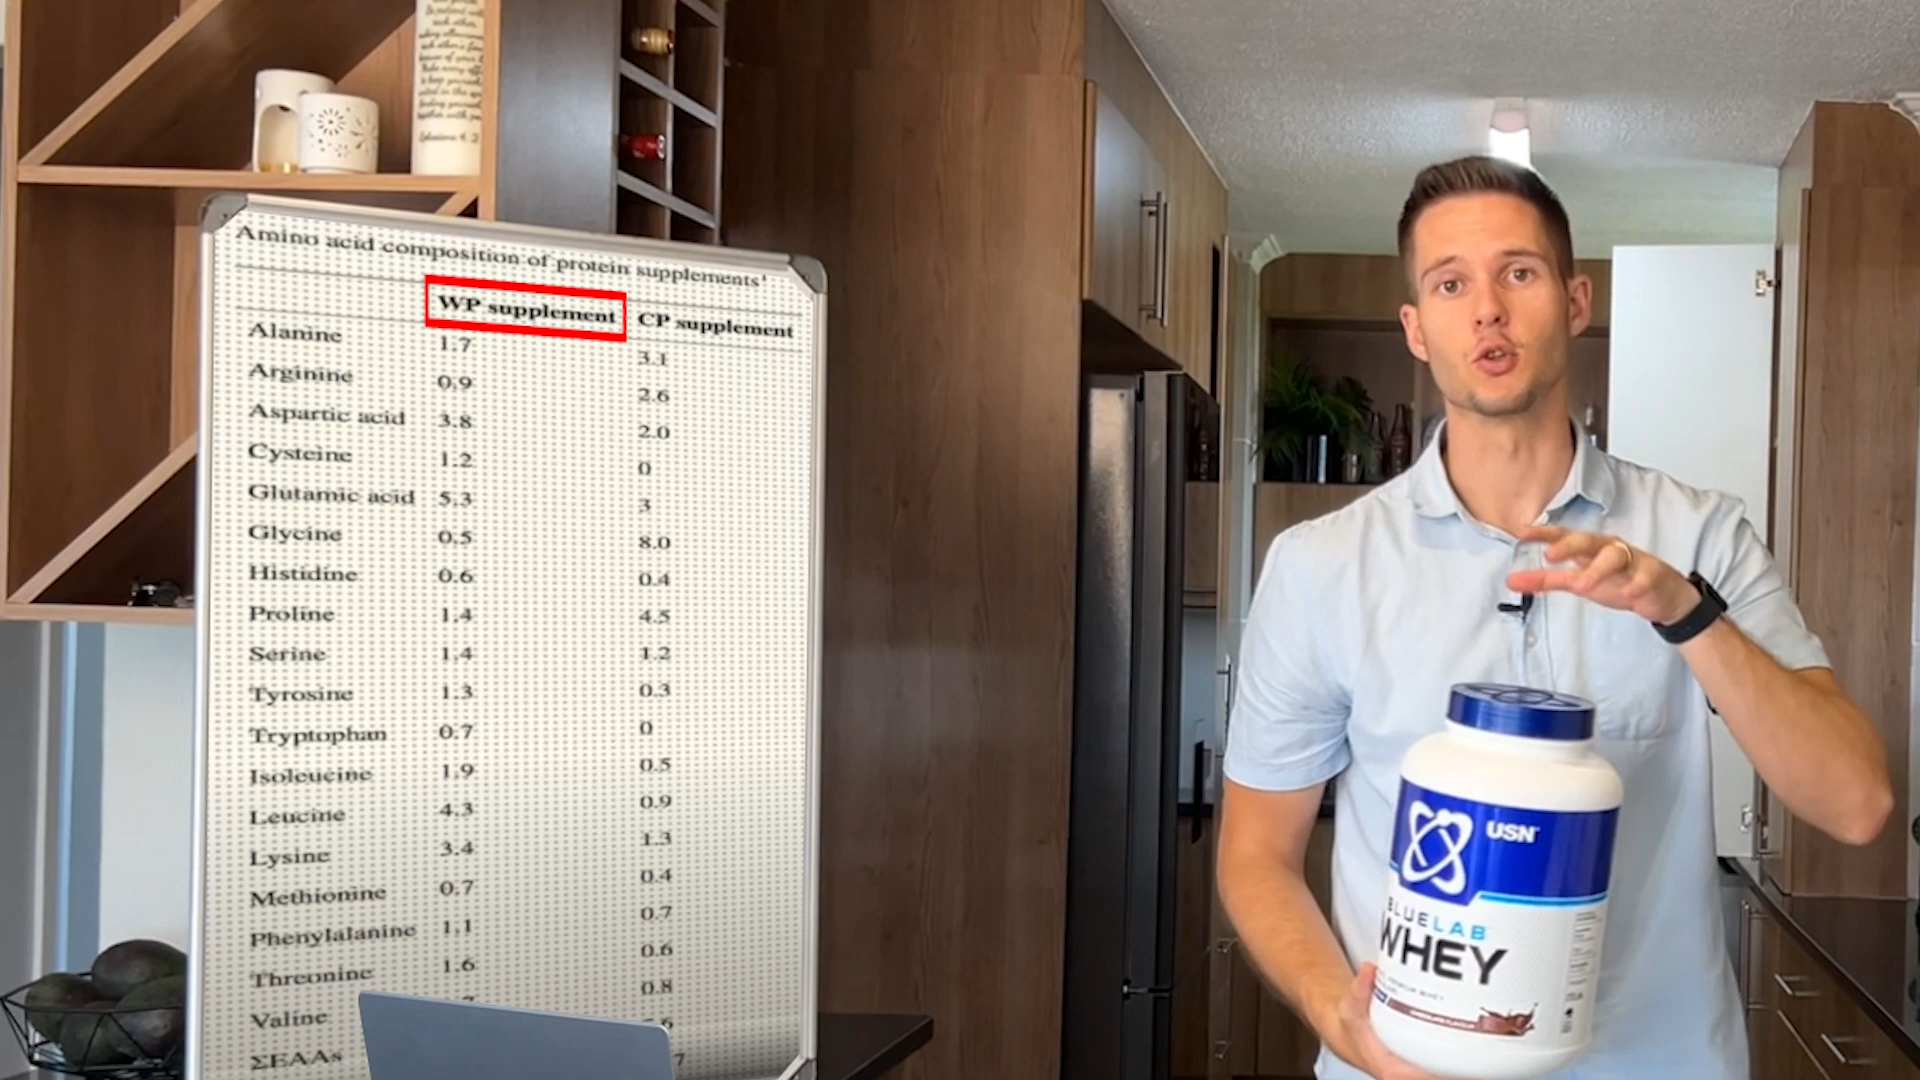 Amino acid composition of protein supplements¹
WP supplement CP supplement
Alanine 1.7 3.1
Arginine 0.9 2.6
Aspartic acid 3.8 2.0
Cysteine 1.2 0
Glutamic acid 5.3 3
Glycine 0.5 8.0
Histidine 0.6 0.4
Proline 1.4 4.5
Serine 1.4 1.2
Tyrosine 1.3 0.3
Tryptophan 0.7 0
Isoleucine 1.9 0.5
Leucine 4.3 0.9
Lysine 3.4 1.3
Methionine 0.7 0.4
Phenylalanine 1.1 0.7
Threonine 1.6 0.6
Valine 0.8
ΣEAAs
USN
BLUELAB
WHEY